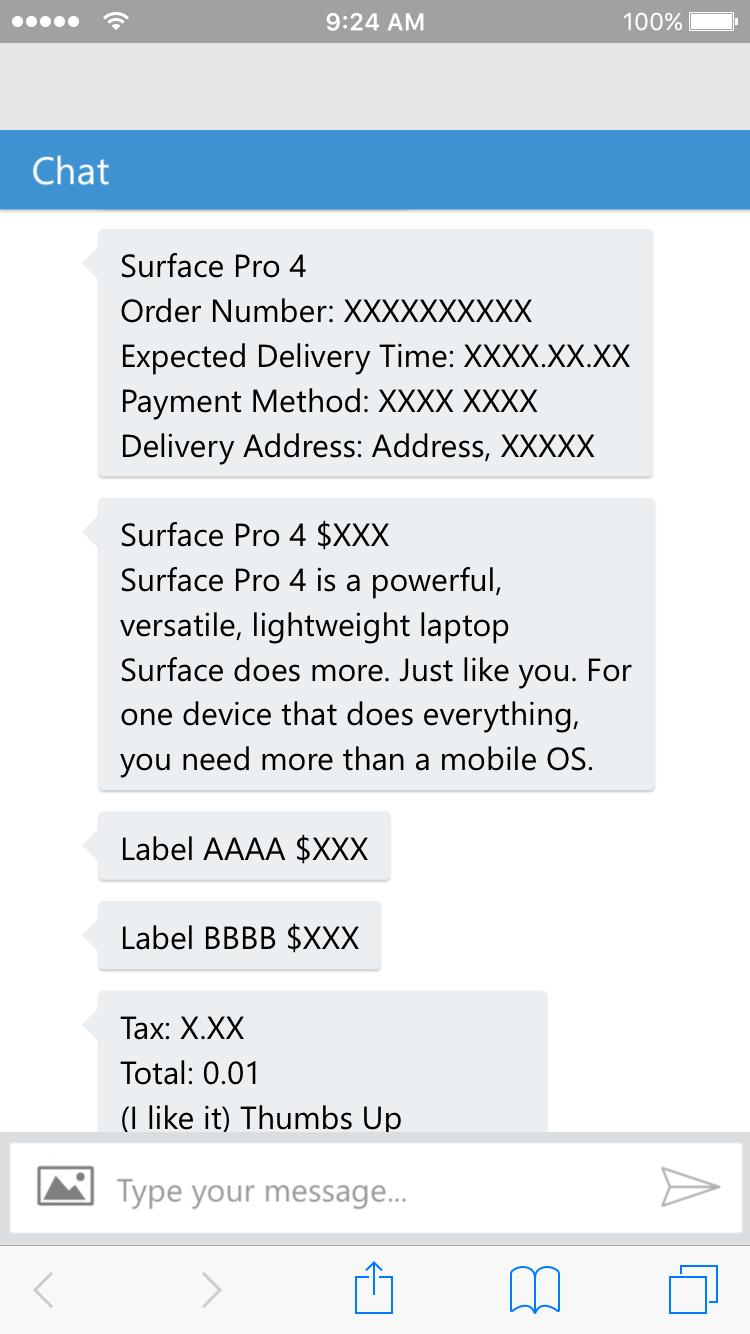 9:24 AM 100%
Chat
Surface Pro 4
Order Number: XXXXXXXXXX
Expected Delivery Time: XXXX.XX.XX
Payment Method: XXXX XXXX
Delivery Address: Address, XXXXX
Surface Pro 4 $XXX
Surface Pro 4 is a powerful,
versatile, lightweight laptop
Surface does more. Just like you. For
one device that does everything,
you need more than a mobile OS.
Label AAAA $XXX
Label BBBB $XXX
Tax: X.XX
Total: 0.01
(I like it) Thumbs Up
Type your message...